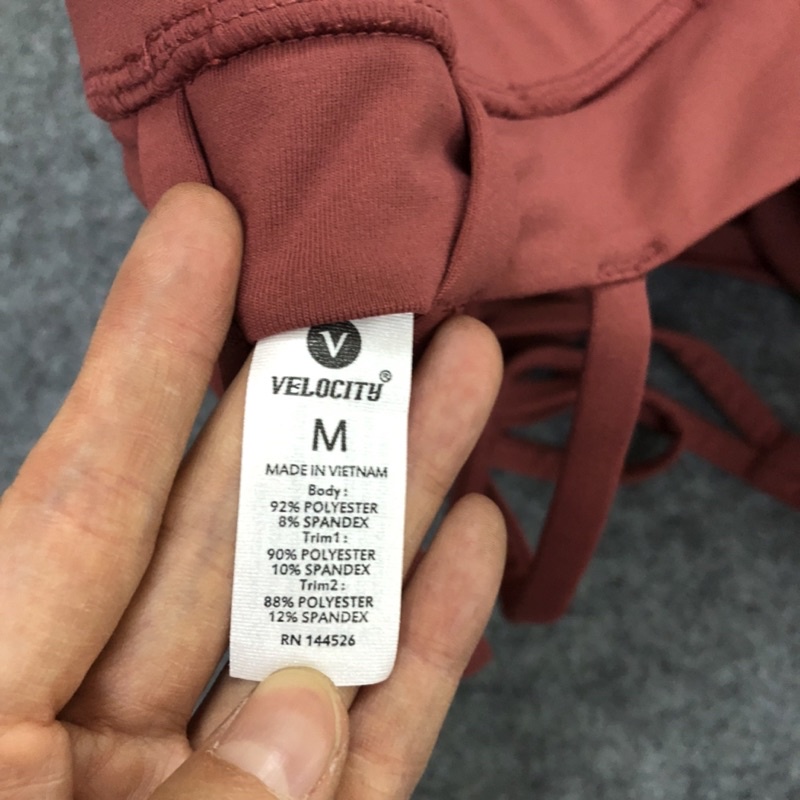 V
VELOCITY®
M
MADE IN VIETNAM
Body :
92% POLYESTER
8% SPANDEX
Trim1 :
90% POLYESTER
10% SPANDEX
Trim2 :
88% POLYESTER
12% SPANDEX
RN 144526